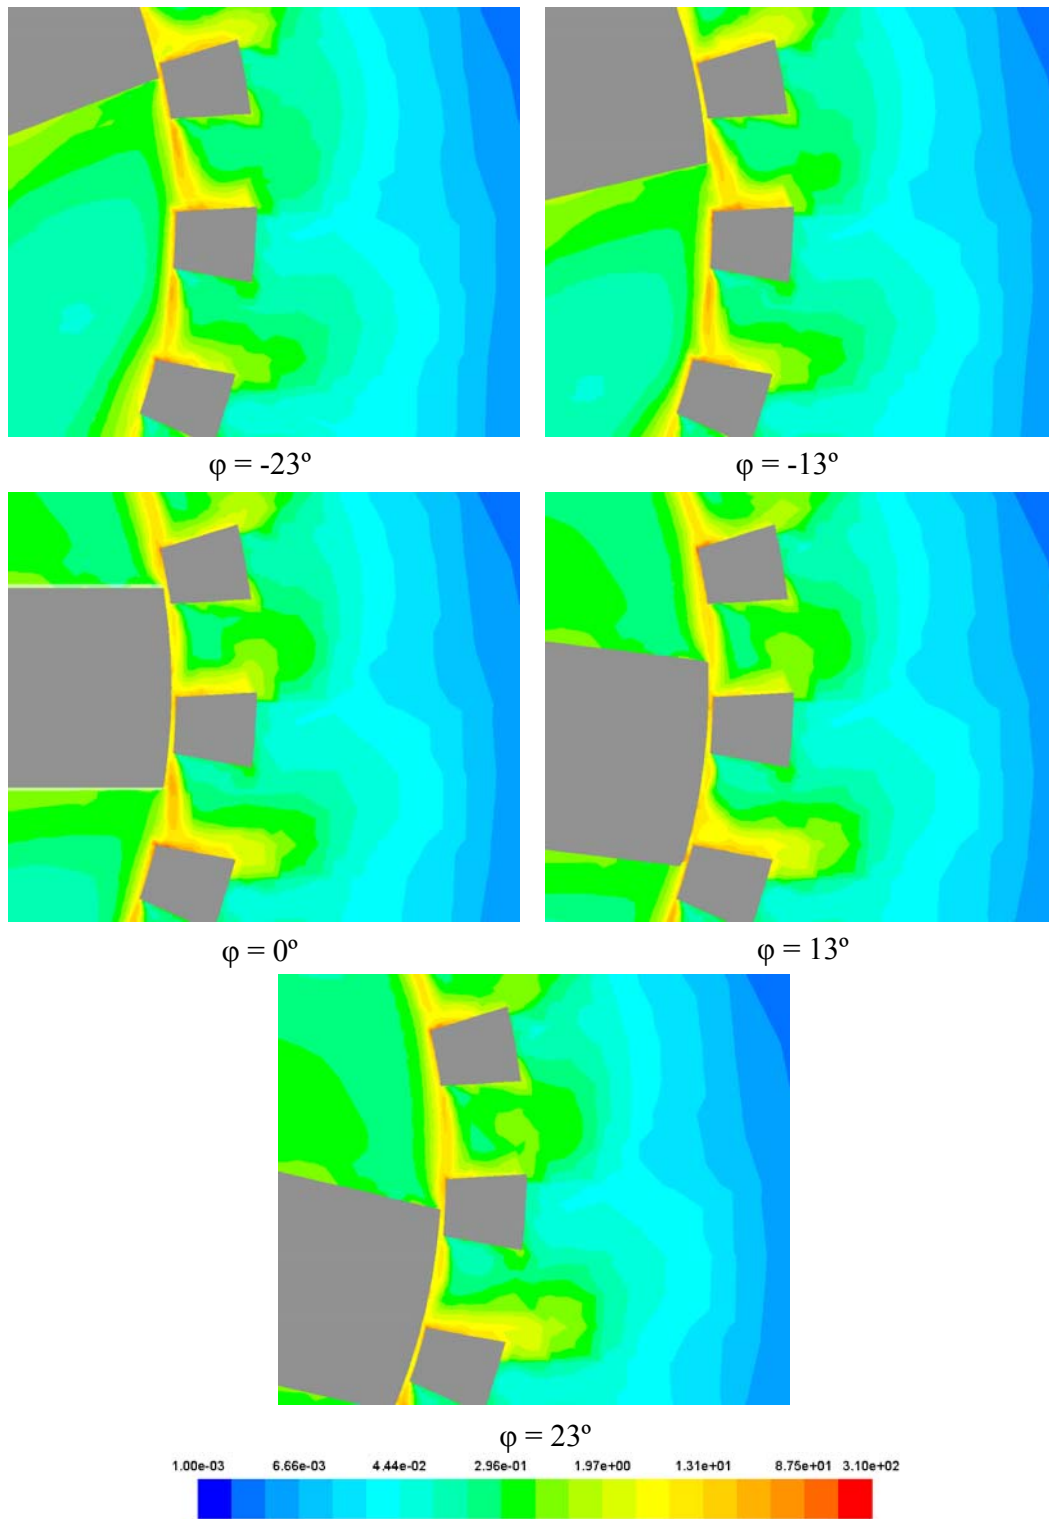 φ = -23º
φ = -13º
φ = 0º
φ = 13º
φ = 23º
1.00e-03 6.66e-03 4.44e-02 2.96e-01 1.97e+00 1.31e+01 8.75e+01 3.10e+02